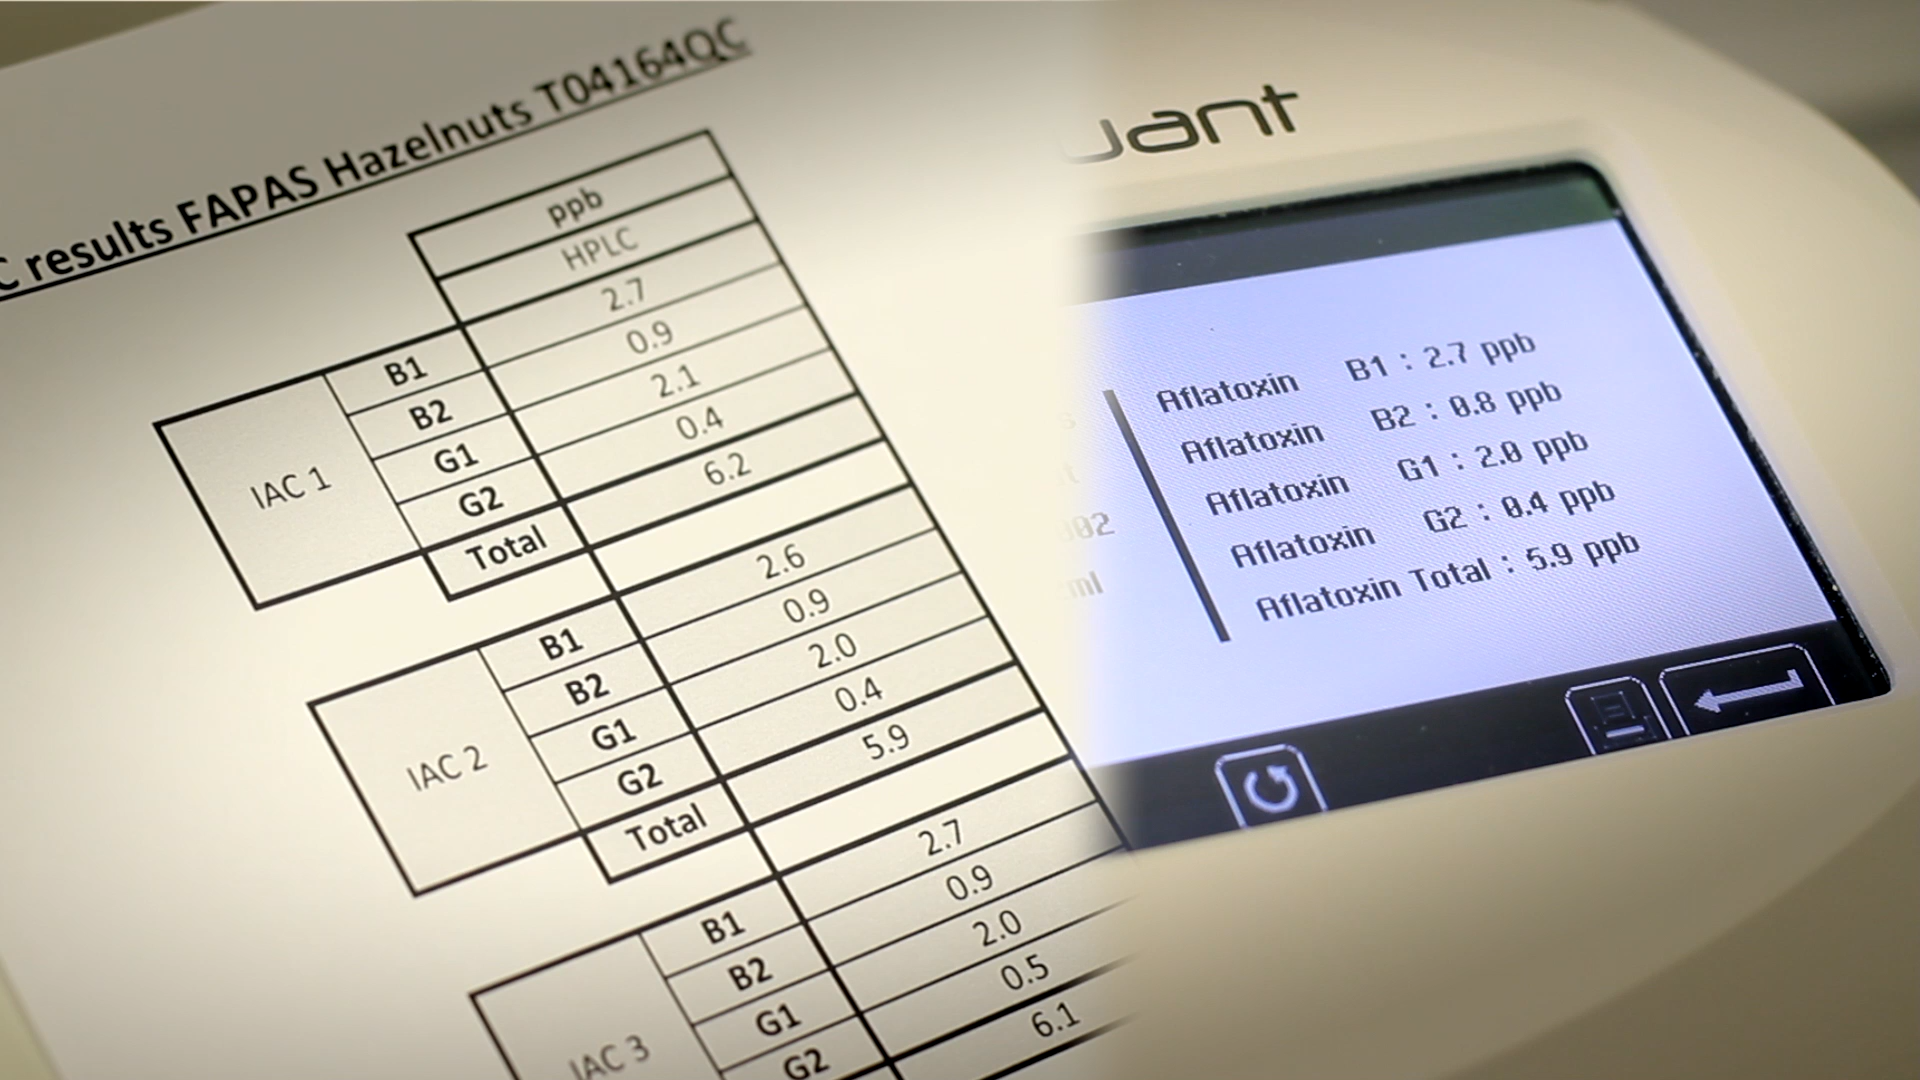 C results FAPAS Hazelnuts T04164QC
ppb
HPLC
IAC 1
B1 2.7
B2 0.9
G1 2.1
G2 0.4
Total 6.2
IAC 2
B1 2.6
B2 0.9
G1 2.0
G2 0.4
Total 5.9
IAC 3
B1 2.7
B2 0.9
G1 2.0
G2 0.5
6.1
uant
Aflatoxin B1 : 2.7 ppb
Aflatoxin B2 : 0.8 ppb
Aflatoxin G1 : 2.0 ppb
Aflatoxin G2 : 0.4 ppb
Aflatoxin Total : 5.9 ppb
02
ml